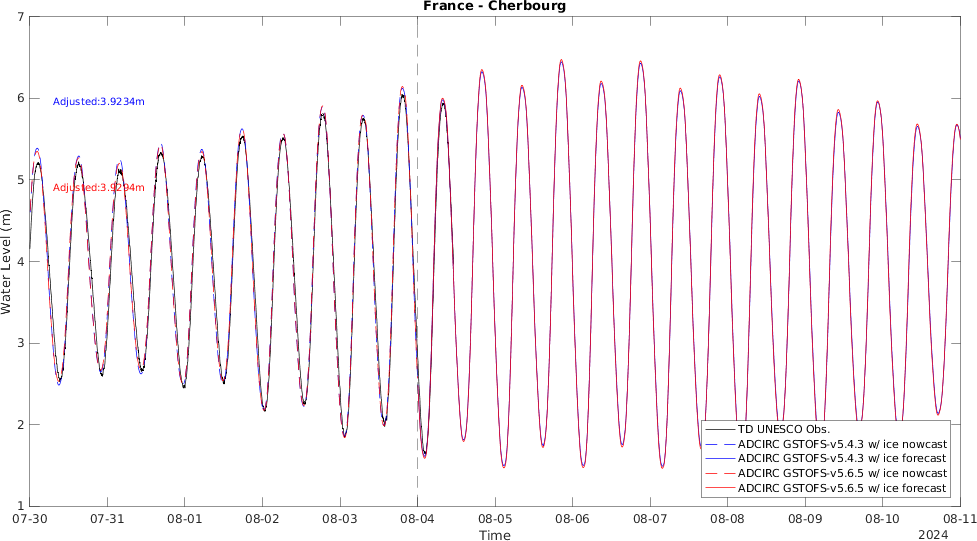 France - Cherbourg
7
6
5
4
3
2
1
Water Level (m)
Adjusted:3.9234m
Adjusted:3.9294m
TD UNESCO Obs.
ADCIRC GSTOFS-v5.4.3 w/ ice nowcast
ADCIRC GSTOFS-v5.4.3 w/ ice forecast
ADCIRC GSTOFS-v5.6.5 w/ ice nowcast
ADCIRC GSTOFS-v5.6.5 w/ ice forecast
07-30 07-31 08-01 08-02 08-03 08-04 08-05 08-06 08-07 08-08 08-09 08-10 08-11
Time
2024